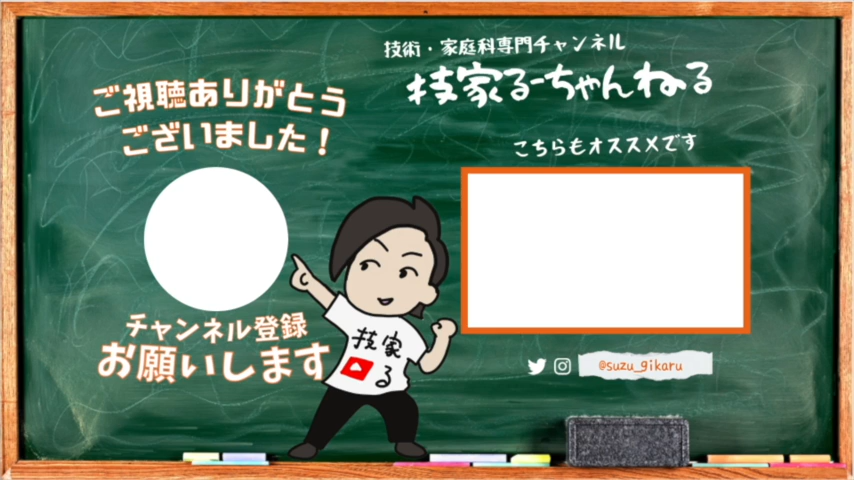 技術・家庭科専門チャンネル
技家るーちゃんねる
ご視聴ありがとう
ございました！
こちらもオススメです
チャンネル登録
お願いします
技家
る
@suzu_gikaru